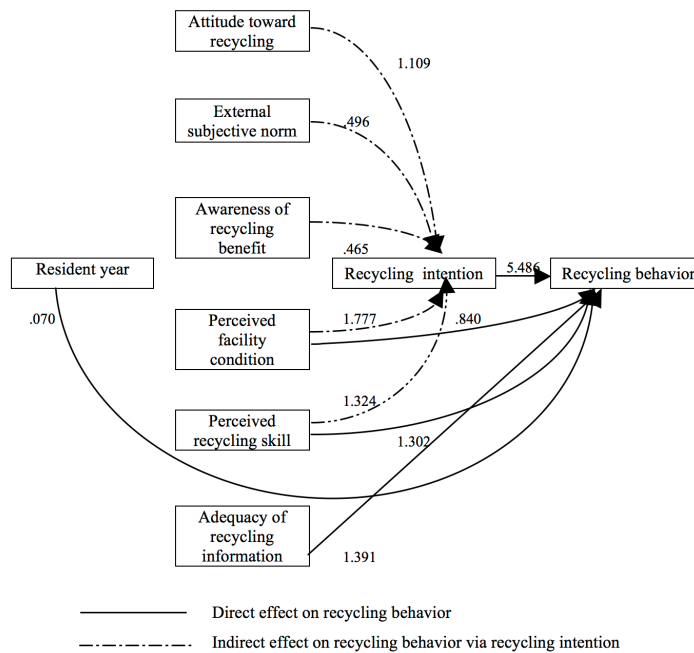 Attitude toward
recycling
1.109
External
subjective norm
.496
Awareness of
recycling
benefit
.465
Resident year
Recycling intention
5.486
Recycling behavior
.070
Perceived
facility
condition
1.777
.840
1.324
Perceived
recycling skill
1.302
Adequacy of
recycling
information
1.391
Direct effect on recycling behavior
Indirect effect on recycling behavior via recycling intention